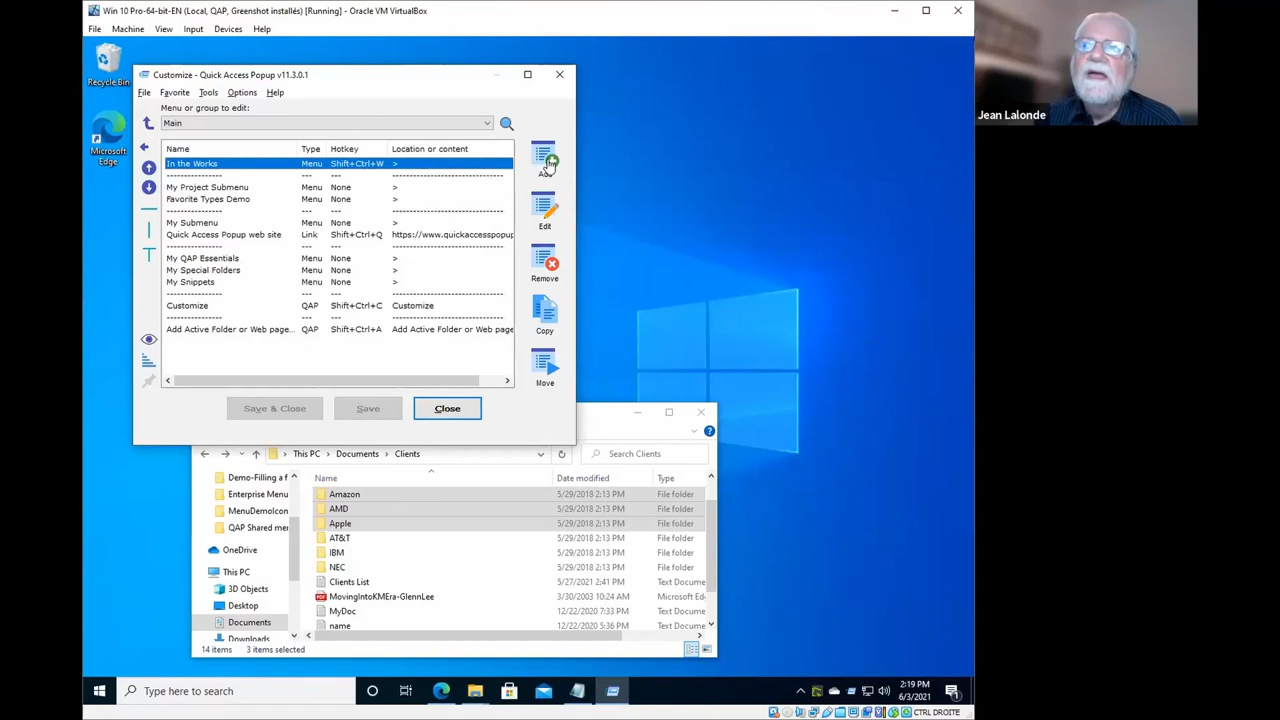 Win 10 Pro-64-bit-EN (Local, QAP, Greenshot installés) [Running] - Oracle VM VirtualBox
File Machine View Input Devices Help
Recycle Bin
Microsoft Edge
Jean Lalonde
Customize - Quick Access Popup v11.3.0.1
File Favorite Tools Options Help
Menu or group to edit:
Main
Name Type Hotkey Location or content
In the Works Menu Shift+Ctrl+W >
---------------- --- --- --------------------------------
My Project Submenu Menu None >
Favorite Types Demo Menu None >
---------------- --- --- --------------------------------
My Submenu Menu None >
Quick Access Popup web site Link Shift+Ctrl+Q https://www.quickaccesspopup
---------------- --- --- --------------------------------
My QAP Essentials Menu None >
My Special Folders Menu None >
My Snippets Menu None >
---------------- --- --- --------------------------------
Customize QAP Shift+Ctrl+C Customize
---------------- --- --- --------------------------------
Add Active Folder or Web page... QAP Shift+Ctrl+A Add Active Folder or Web page
Edit
Remove
Copy
Move
Save & Close Save Close
This PC > Documents > Clients
Search Clients
Name Date modified Type
Demo-Filling a f
Enterprise Menu
MenuDemoIcon
QAP Shared men
OneDrive
This PC
3D Objects
Desktop
Documents
Downloads
Amazon 5/29/2018 2:13 PM File folder
AMD 5/29/2018 2:13 PM File folder
Apple 5/29/2018 2:13 PM File folder
AT&T 5/29/2018 2:13 PM File folder
IBM 5/29/2018 2:13 PM File folder
NEC 5/29/2018 2:13 PM File folder
Clients List 5/27/2021 2:41 PM Text Docume
MovingIntoKMEra-GlennLee 3/30/2003 10:24 AM Microsoft Ed
MyDoc 12/22/2020 7:33 PM Text Docume
name 12/22/2020 5:36 PM Text Docume
14 items 3 items selected
Type here to search
2:19 PM
6/3/2021
CTRL DROITE